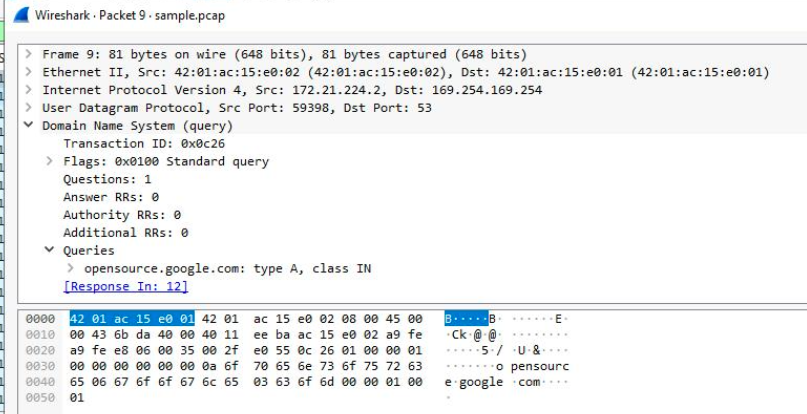 Wireshark · Packet 9 · sample.pcap
Frame 9: 81 bytes on wire (648 bits), 81 bytes captured (648 bits)
Ethernet II, Src: 42:01:ac:15:e0:02 (42:01:ac:15:e0:02), Dst: 42:01:ac:15:e0:01 (42:01:ac:15:e0:01)
Internet Protocol Version 4, Src: 172.21.224.2, Dst: 169.254.169.254
User Datagram Protocol, Src Port: 59398, Dst Port: 53
Domain Name System (query)
Transaction ID: 0x0c26
Flags: 0x0100 Standard query
Questions: 1
Answer RRs: 0
Authority RRs: 0
Additional RRs: 0
Queries
opensource.google.com: type A, class IN
[Response In: 12]
0000 42 01 ac 15 e0 01 42 01 ac 15 e0 02 08 00 45 00 B·····B· ······E·
0010 00 43 6b da 40 00 40 11 ee ba ac 15 e0 02 a9 fe ·Ck·@·@· ········
0020 a9 fe e8 06 00 35 00 2f e0 55 0c 26 01 00 00 01 ·····5·/ ·U·&····
0030 00 00 00 00 00 00 0a 6f 70 65 6e 73 6f 75 72 63 ·······o pensourc
0040 65 06 67 6f 6f 67 6c 65 03 63 6f 6d 00 00 01 00 e·google ·com····
0050 01 ·